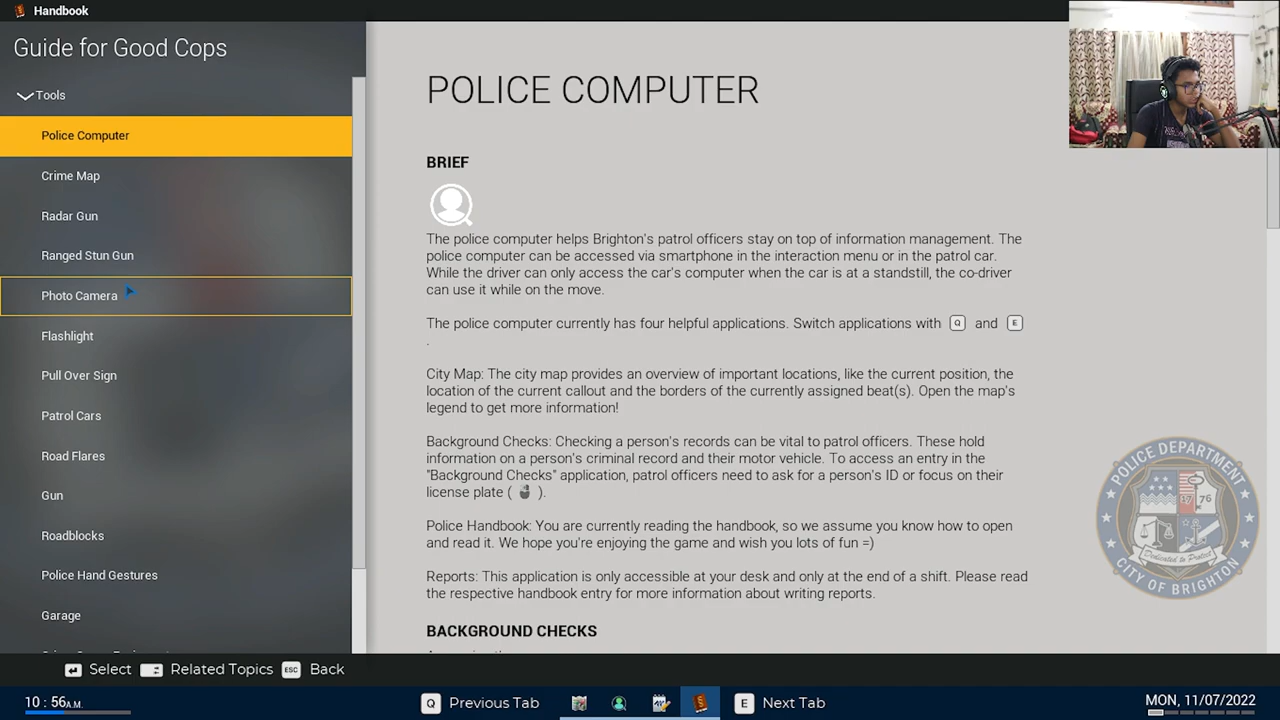 Handbook
Guide for Good Cops
Tools
Police Computer
Crime Map
Radar Gun
Ranged Stun Gun
Photo Camera
Flashlight
Pull Over Sign
Patrol Cars
Road Flares
Gun
Roadblocks
Police Hand Gestures
Garage
POLICE COMPUTER
BRIEF
The police computer helps Brighton's patrol officers stay on top of information management. The
police computer can be accessed via smartphone in the interaction menu or in the patrol car.
While the driver can only access the car's computer when the car is at a standstill, the co-driver
can use it while on the move.
The police computer currently has four helpful applications. Switch applications with Q and E
.
City Map: The city map provides an overview of important locations, like the current position, the
location of the current callout and the borders of the currently assigned beat(s). Open the map's
legend to get more information!
Background Checks: Checking a person's records can be vital to patrol officers. These hold
information on a person's criminal record and their motor vehicle. To access an entry in the
"Background Checks" application, patrol officers need to ask for a person's ID or focus on their
license plate ( ).
Police Handbook: You are currently reading the handbook, so we assume you know how to open
and read it. We hope you're enjoying the game and wish you lots of fun =)
Reports: This application is only accessible at your desk and only at the end of a shift. Please read
the respective handbook entry for more information about writing reports.
BACKGROUND CHECKS
POLICE DEPARTMENT
17 76
Dedicated to Protect
CITY OF BRIGHTON
Select Related Topics ESC Back
10 : 56 A.M.
Q Previous Tab E Next Tab
MON, 11/07/2022